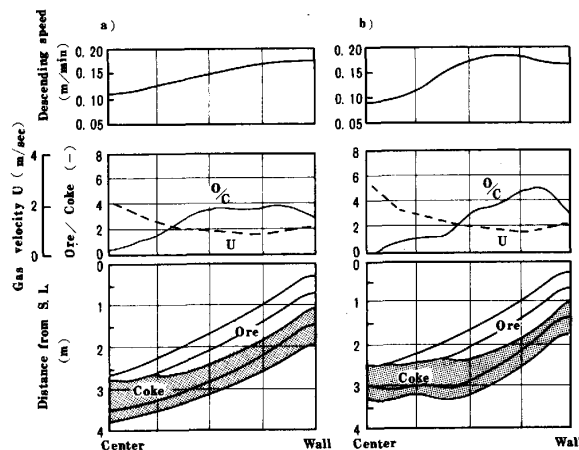 a)
b)
Descending speed
(m/min)
0. 20
0. 15
0. 10
0. 05
0. 20
0. 15
0. 10
0. 05
Gas
velocity U (m/sec)
4
2
0
Ore/ Coke (-)
8
6
4
2
0
O/C
U
8
6
4
2
0
O/C
U
Distance from S. L.
(m)
0
1
2
3
4
Ore
Coke
Center
Wall
0
1
2
3
4
Ore
Coke
Center
Wall